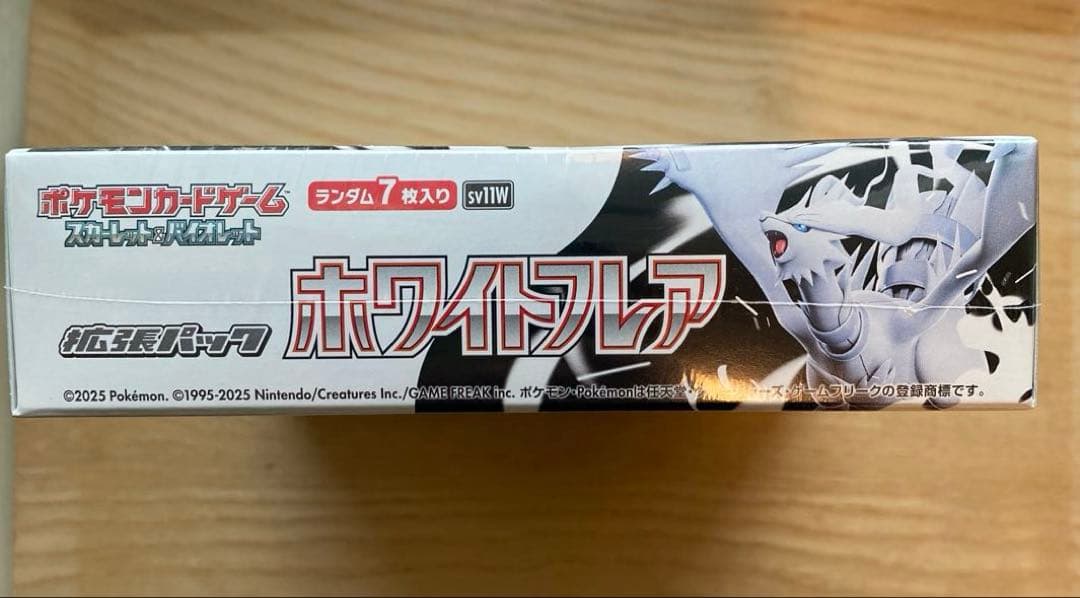 ポケモンカードゲーム
スカーレット&バイオレット
ランダム7枚入り sv11W
拡張パック ホワイトフレア
©2025 Pokémon. ©1995-2025 Nintendo/Creatures Inc./GAME FREAK inc. ポケモン・Pokémonは任天堂・ ズ・ゲームフリークの登録商標です。